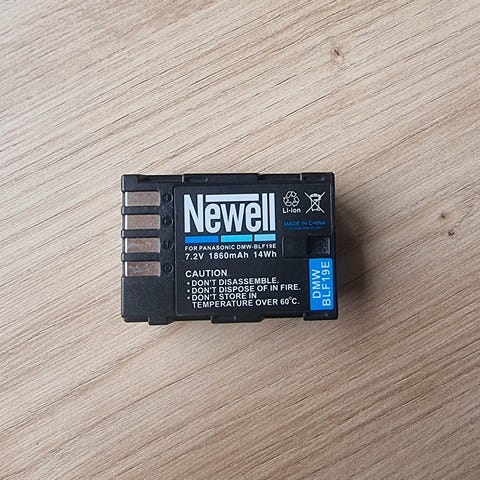 Newell
FOR PANASONIC DMW-BLF19E
7.2V 1860mAh 14Wh
CAUTION
• DON'T DISASSEMBLE.
• DON'T DISPOSE OF IN FIRE.
• DON'T STORE IN
TEMPERATURE OVER 60°C.
Li-ion
MADE IN CHINA
DMW
BLF19E